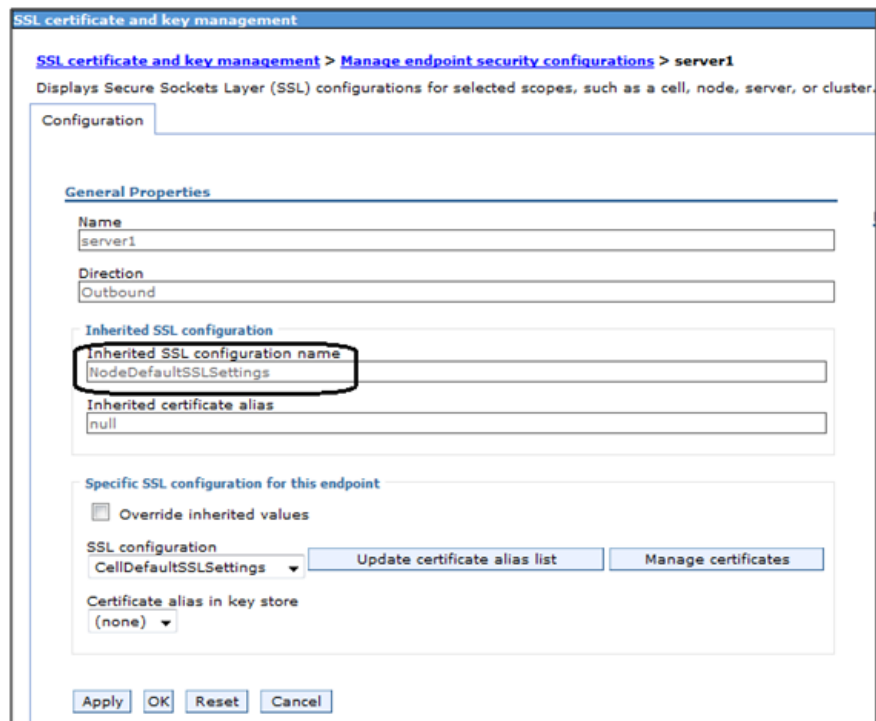 SSL certificate and key management
SSL certificate and key management > Manage endpoint security configurations > server1
Displays Secure Sockets Layer (SSL) configurations for selected scopes, such as a cell, node, server, or cluster.
Configuration
General Properties
Name
server1
Direction
Outbound
Inherited SSL configuration
Inherited SSL configuration name
NodeDefaultSSLSettings
Inherited certificate alias
null
Specific SSL configuration for this endpoint
Override inherited values
SSL configuration
CellDefaultSSLSettings Update certificate alias list Manage certificates
Certificate alias in key store
(none)
Apply OK Reset Cancel